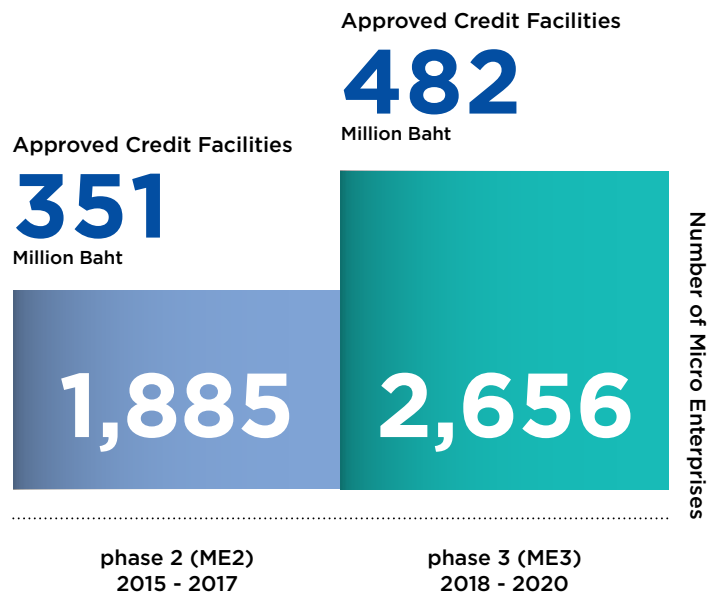 Approved Credit Facilities
482
Million Baht
Approved Credit Facilities
351
Million Baht
1,885
2,656
Number of Micro Enterprises
phase 2 (ME2)
2015 - 2017
phase 3 (ME3)
2018 - 2020